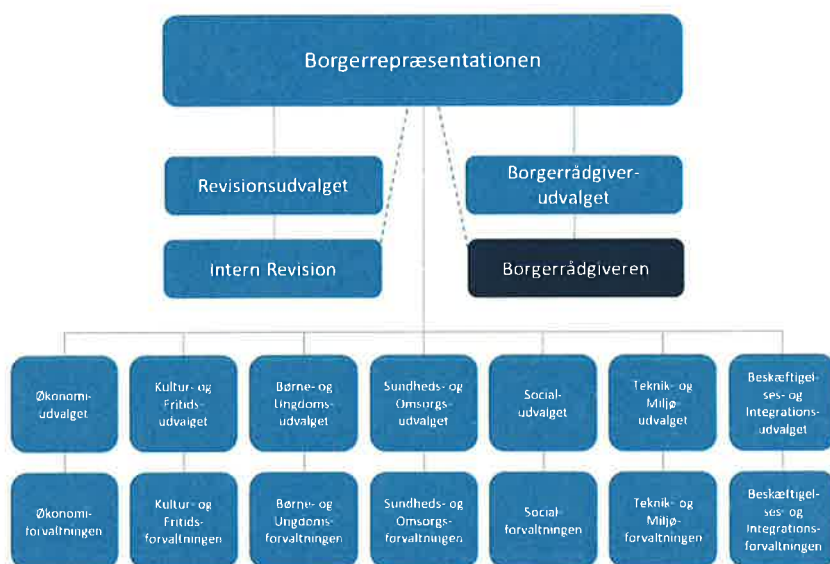 Borgerrepræsentationen
Revisionsudvalget
Borgerrådgiver-
udvalget
Intern Revision
Borgerrådgiveren
Økonomi-
udvalget
Kultur- og
Fritids-
udvalget
Børne- og
Ungdoms-
udvalget
Sundheds- og
Omsorgs-
udvalget
Social-
udvalget
Teknik- og
Miljø-
udvalget
Beskæftigel-
ses- og
Integrations-
udvalget
Økonomi-
forvaltningen
Kultur- og
Fritids-
forvaltningen
Børne- og
Ungdoms-
forvaltningen
Sundheds- og
Omsorgs-
forvaltningen
Social-
forvaltningen
Teknik- og
Miljø-
forvaltningen
Beskæftigel-
ses- og
Integrations-
forvaltningen